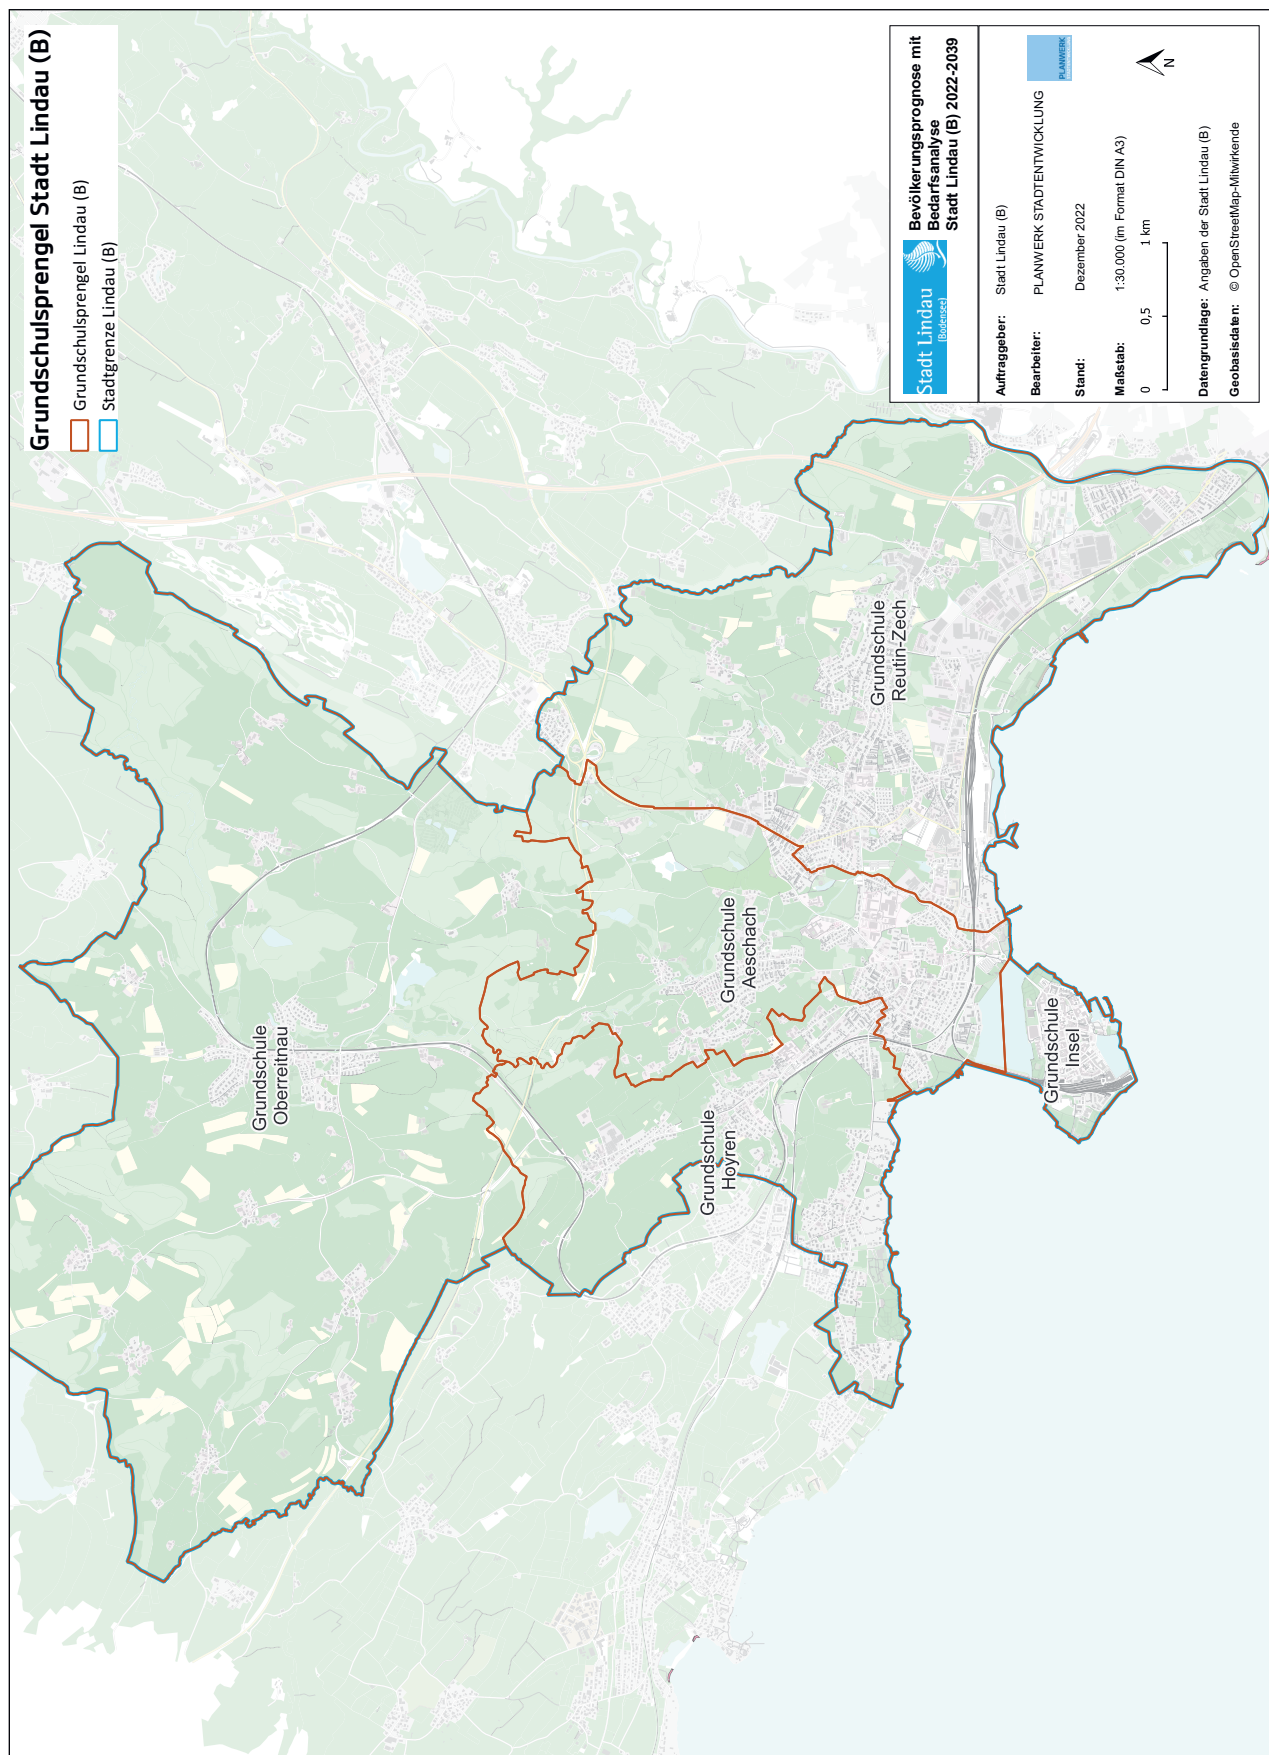 Grundschulsprengel Stadt Lindau (B)
Grundschulsprengel Lindau (B)
Stadtgrenze Lindau (B)
Grundschule
Oberreitnau
Grundschule
Hoyren
Grundschule
Aeschach
Grundschule
Reutin-Zech
Grundschule
Insel
Stadt Lindau
(Bodensee)
Bevölkerungsprognose mit
Bedarfsanalyse
Stadt Lindau (B) 2022-2039
Auftraggeber: Stadt Lindau (B)
Bearbeiter: PLANWERK STADTENTWICKLUNG
PLANWERK
Stand: Dezember 2022
Maßstab: 1:30.000 (im Format DIN A3)
0 0,5 1 km
N
Datengrundlage: Angaben der Stadt Lindau (B)
Geobasisdaten: © OpenStreetMap-Mitwirkende